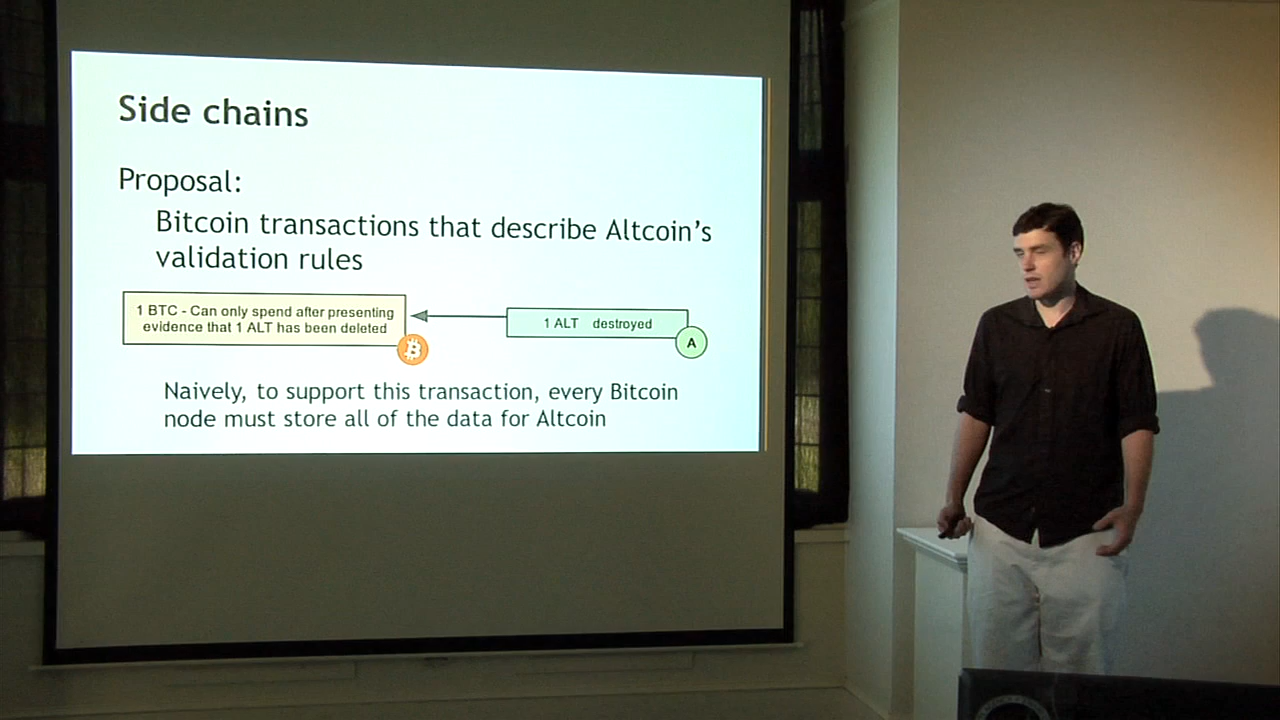 Side chains
Proposal:
Bitcoin transactions that describe Altcoin's
validation rules
1 BTC - Can only spend after presenting
evidence that 1 ALT has been deleted
1 ALT destroyed
A
Naively, to support this transaction, every Bitcoin
node must store all of the data for Altcoin